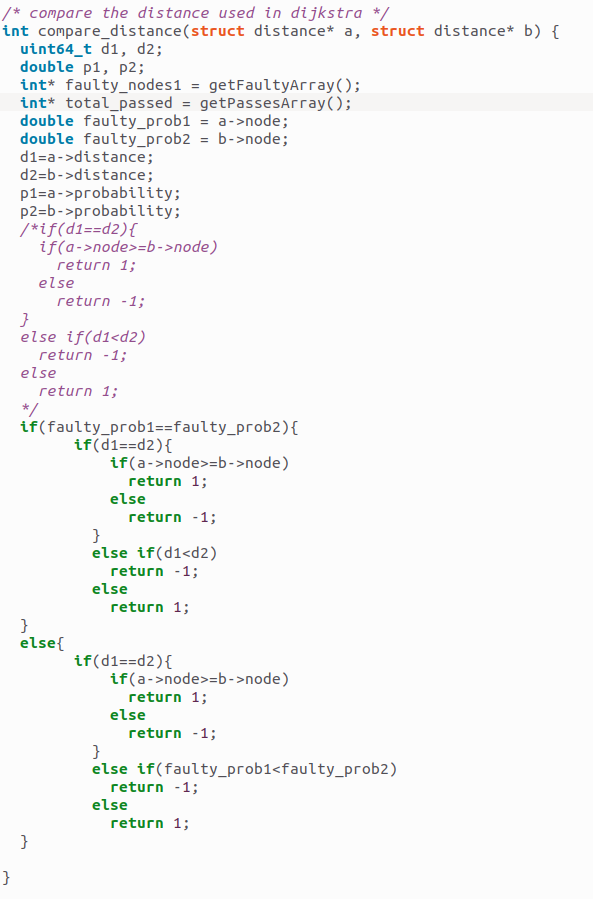 /* compare the distance used in dijkstra */
int compare_distance(struct distance* a, struct distance* b) {
  uint64_t d1, d2;
  double p1, p2;
  int* faulty_nodes1 = getFaultyArray();
  int* total_passed = getPassesArray();
  double faulty_prob1 = a->node;
  double faulty_prob2 = b->node;
  d1=a->distance;
  d2=b->distance;
  p1=a->probability;
  p2=b->probability;
  /*if(d1==d2){
    if(a->node>=b->node)
      return 1;
    else
      return -1;
  }
  else if(d1<d2)
    return -1;
  else
    return 1;
  */
  if(faulty_prob1==faulty_prob2){
        if(d1==d2){
            if(a->node>=b->node)
              return 1;
            else
              return -1;
          }
          else if(d1<d2)
            return -1;
          else
            return 1;
  }
  else{
        if(d1==d2){
            if(a->node>=b->node)
              return 1;
            else
              return -1;
          }
          else if(faulty_prob1<faulty_prob2)
            return -1;
          else
            return 1;
  }

}